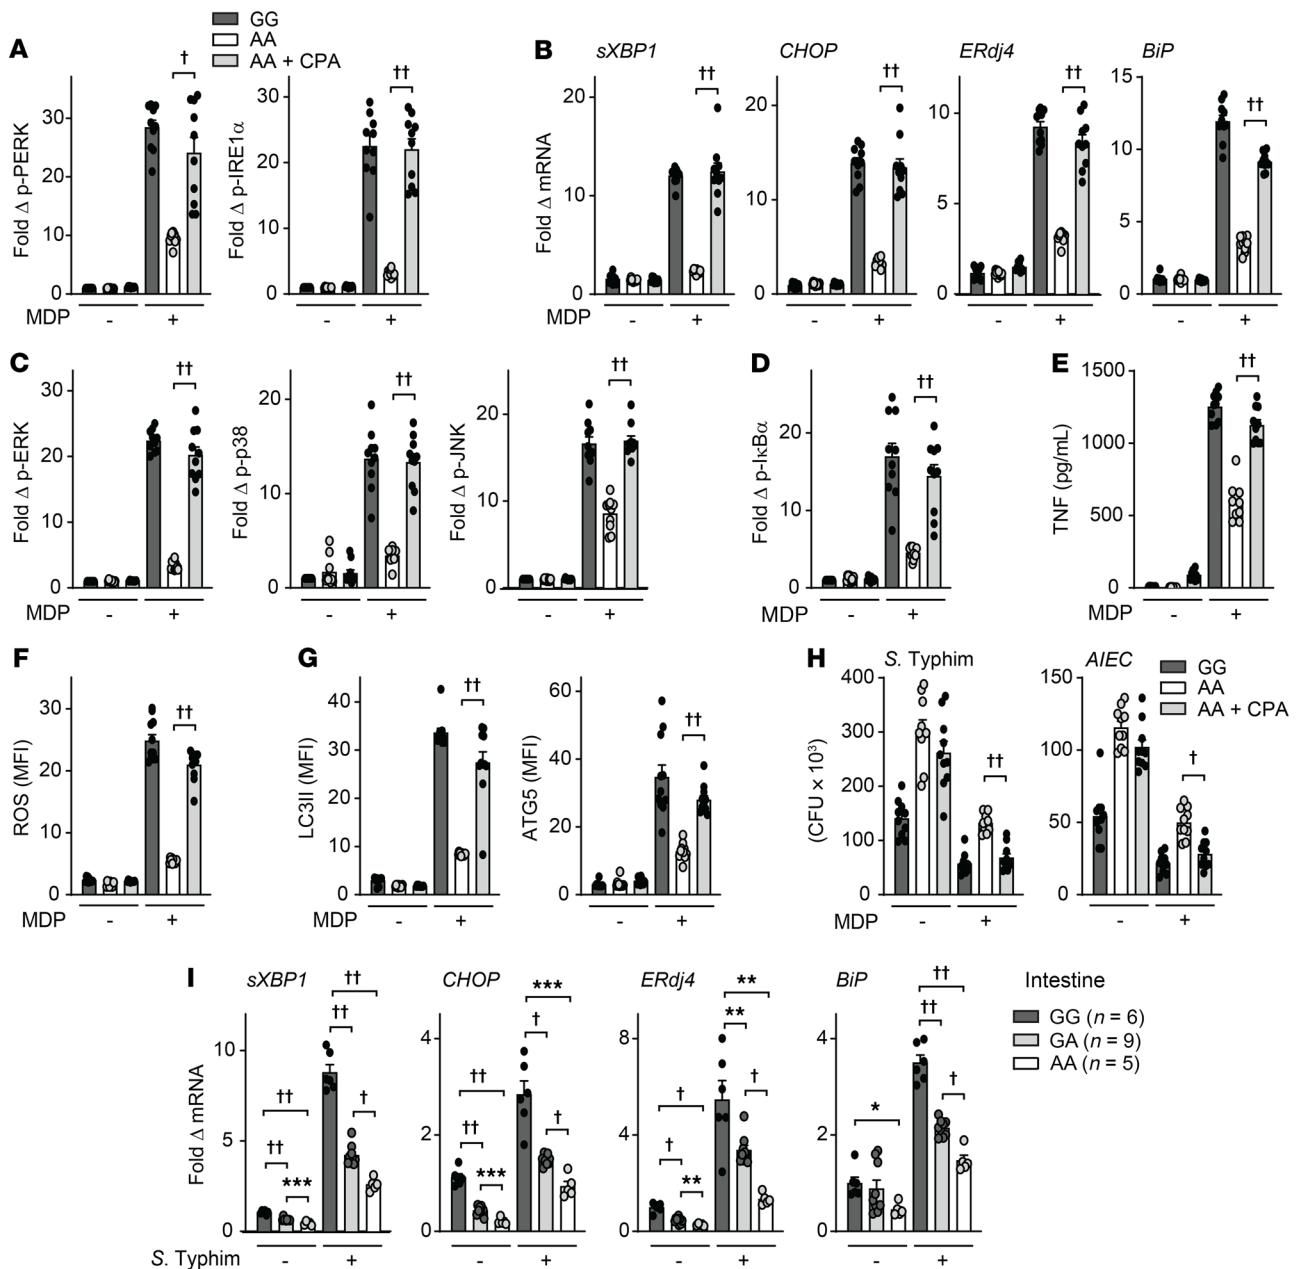 GG
AA
AA + CPA
A
†
††
Fold Δ p-PERK
30
20
10
0
Fold Δ p-IRE1α
30
20
10
0
MDP
-
+
-
+
B
sXBP1
CHOP
ERdj4
BiP
††
††
††
††
Fold Δ mRNA
20
10
0
20
10
0
10
5
0
15
10
5
0
MDP
-
+
-
+
-
+
-
+
C
††
††
††
Fold Δ p-ERK
30
20
10
0
Fold Δ p-p38
20
10
0
Fold Δ p-JNK
20
10
0
MDP
-
+
-
+
-
+
D
††
Fold Δ p-IκBα
20
10
0
MDP
-
+
E
††
TNF (pg/mL)
1500
1000
500
0
MDP
-
+
F
††
ROS (MFI)
30
20
10
0
MDP
-
+
G
††
††
LC3II (MFI)
40
30
20
10
0
ATG5 (MFI)
60
40
20
0
MDP
-
+
-
+
H
S. Typhim
AIEC
GG
AA
AA + CPA
††
†
(CFU × 10³)
400
300
200
100
0
150
100
50
0
MDP
-
+
-
+
I
sXBP1
CHOP
ERdj4
BiP
Intestine
GG (n = 6)
GA (n = 9)
AA (n = 5)
††
††
††
†
††
***
***
†
††
†
††
***
**
**
†
†
†
**
††
††
†
*
Fold Δ mRNA
10
5
0
4
2
0
8
4
0
4
2
0
S. Typhim
-
+
-
+
-
+
-
+